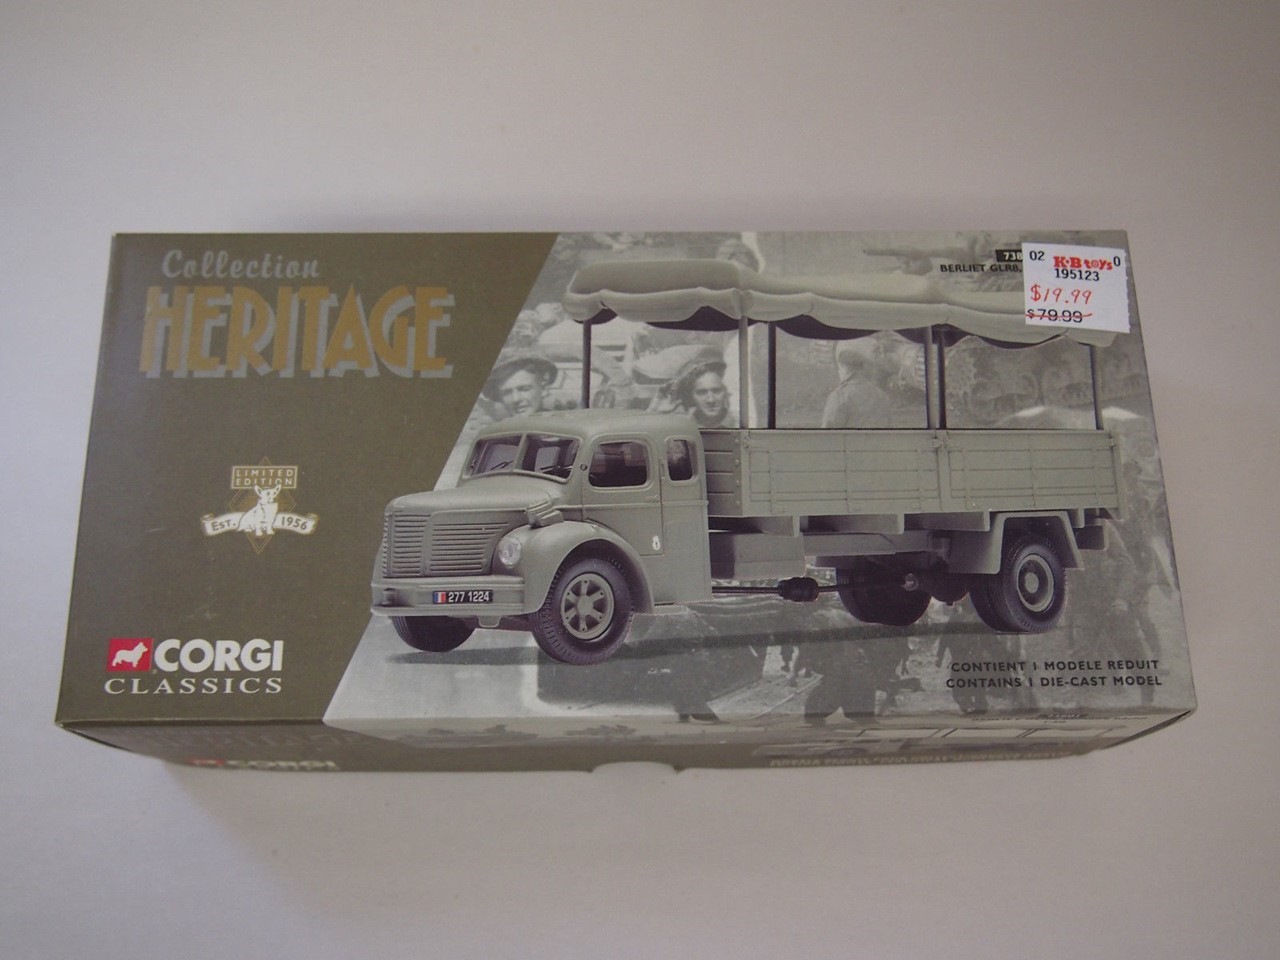 Collection
HERITAGE
738
BERLIET GLR8,
02 K·B toys 0
195123
$19.99
$79.99
LIMITED
EDITION
EST. 1956
277 1224
CORGI
CLASSICS
CONTIENT 1 MODELE REDUIT
CONTAINS 1 DIE-CAST MODEL
CORGI